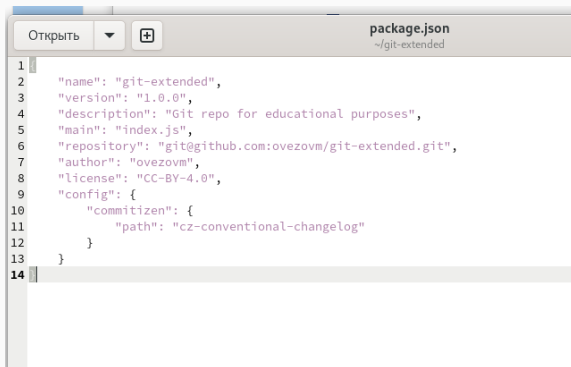 Открыть
package.json
~/git-extended
1 {
2 "name": "git-extended",
3 "version": "1.0.0",
4 "description": "Git repo for educational purposes",
5 "main": "index.js",
6 "repository": "git@github.com:ovezovm/git-extended.git",
7 "author": "ovezovm",
8 "license": "CC-BY-4.0",
9 "config": {
10 "commitizen": {
11 "path": "cz-conventional-changelog"
12 }
13 }
14 }